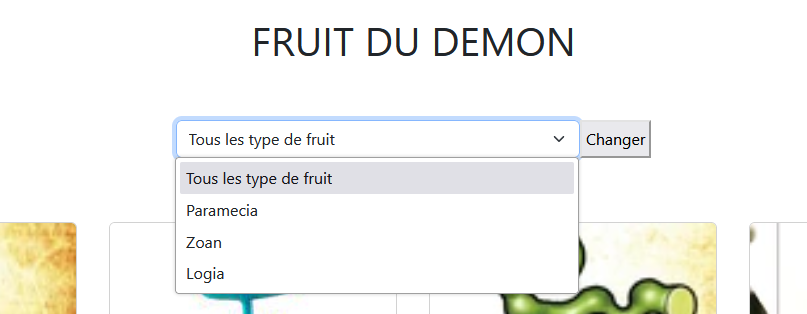 FRUIT DU DEMON
Tous les type de fruit
Changer
Tous les type de fruit
Paramecia
Zoan
Logia